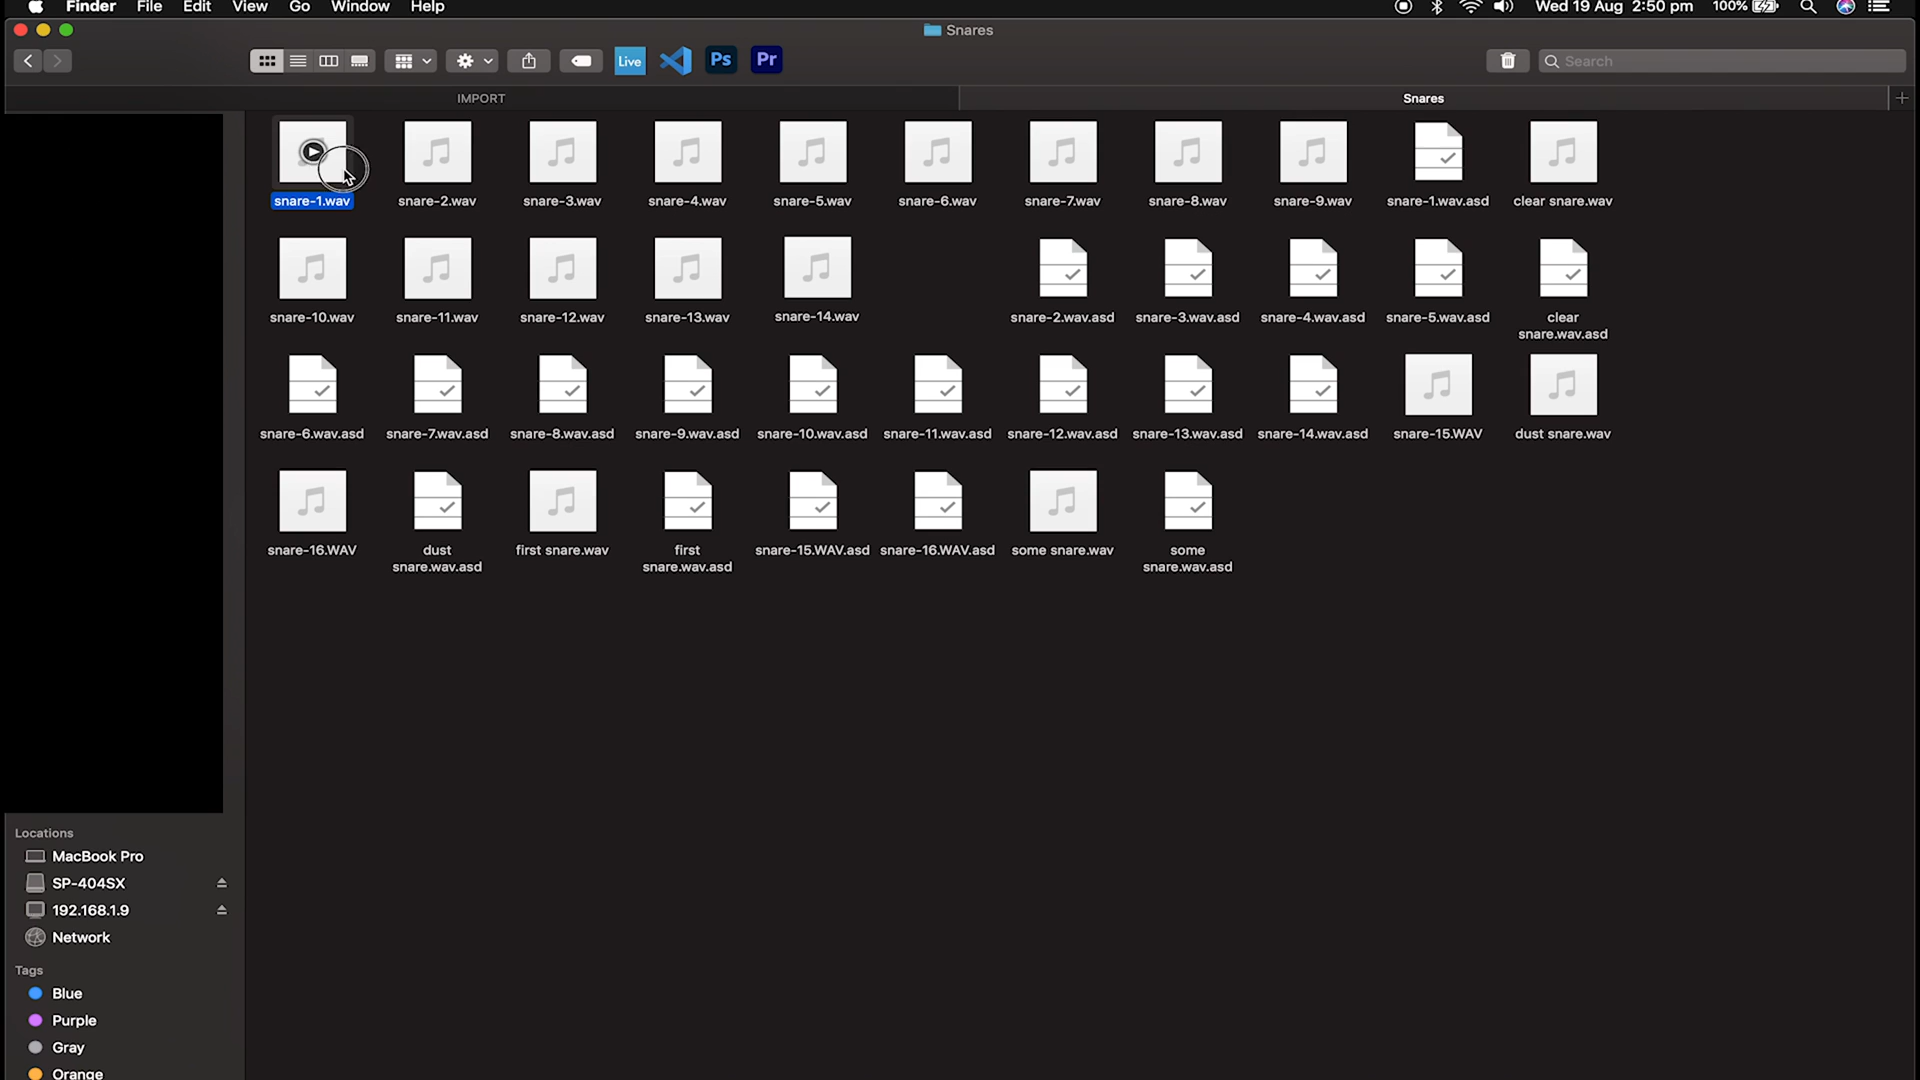 Finder File Edit View Go Window Help Wed 19 Aug 2:50 pm 100%
Snares
Live Ps Pr Search
IMPORT Snares
snare-1.wav snare-2.wav snare-3.wav snare-4.wav snare-5.wav snare-6.wav snare-7.wav snare-8.wav snare-9.wav snare-1.wav.asd clear snare.wav
snare-10.wav snare-11.wav snare-12.wav snare-13.wav snare-14.wav snare-2.wav.asd snare-3.wav.asd snare-4.wav.asd snare-5.wav.asd clear
snare.wav.asd
snare-6.wav.asd snare-7.wav.asd snare-8.wav.asd snare-9.wav.asd snare-10.wav.asd snare-11.wav.asd snare-12.wav.asd snare-13.wav.asd snare-14.wav.asd snare-15.WAV dust snare.wav
snare-16.WAV dust first snare.wav first snare-15.WAV.asd snare-16.WAV.asd some snare.wav some
snare.wav.asd snare.wav.asd snare.wav.asd
Locations
MacBook Pro
SP-404SX
192.168.1.9
Network
Tags
Blue
Purple
Gray
Orange